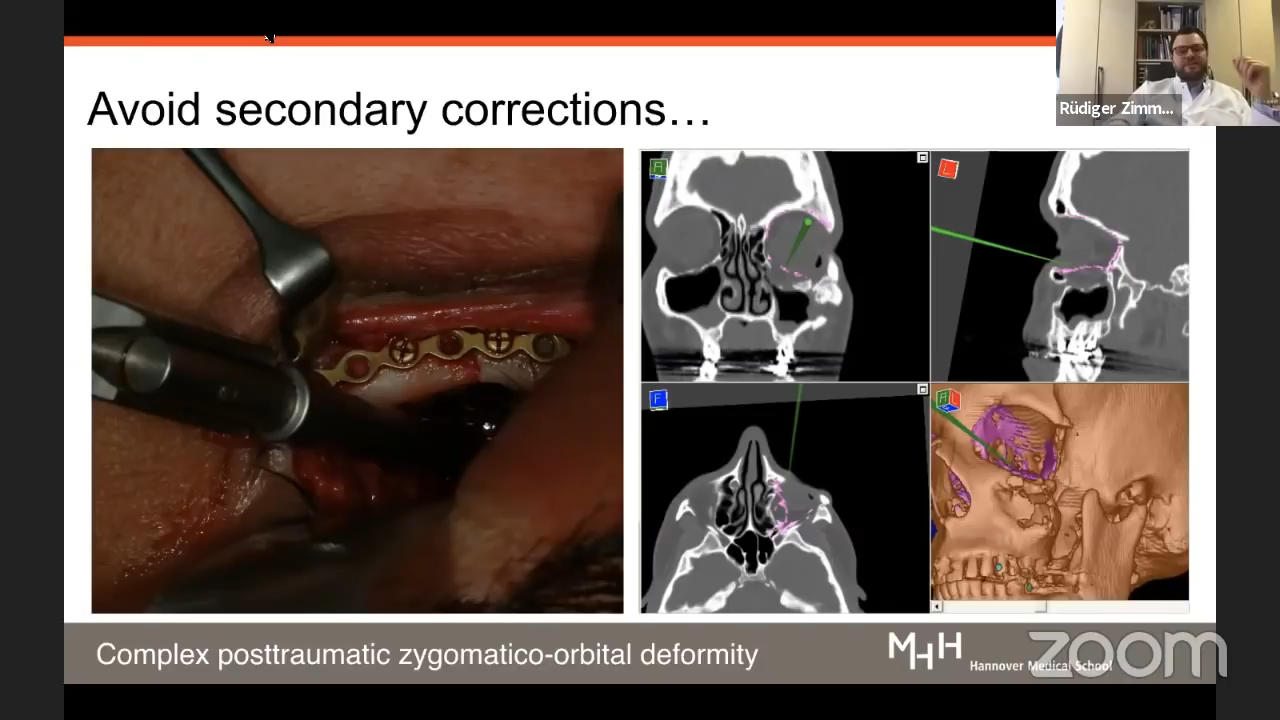 Avoid secondary corrections…
Rüdiger Zimm...
A
L
F
A L
Complex posttraumatic zygomatico-orbital deformity
MHH
Hannover Medical School
zoom